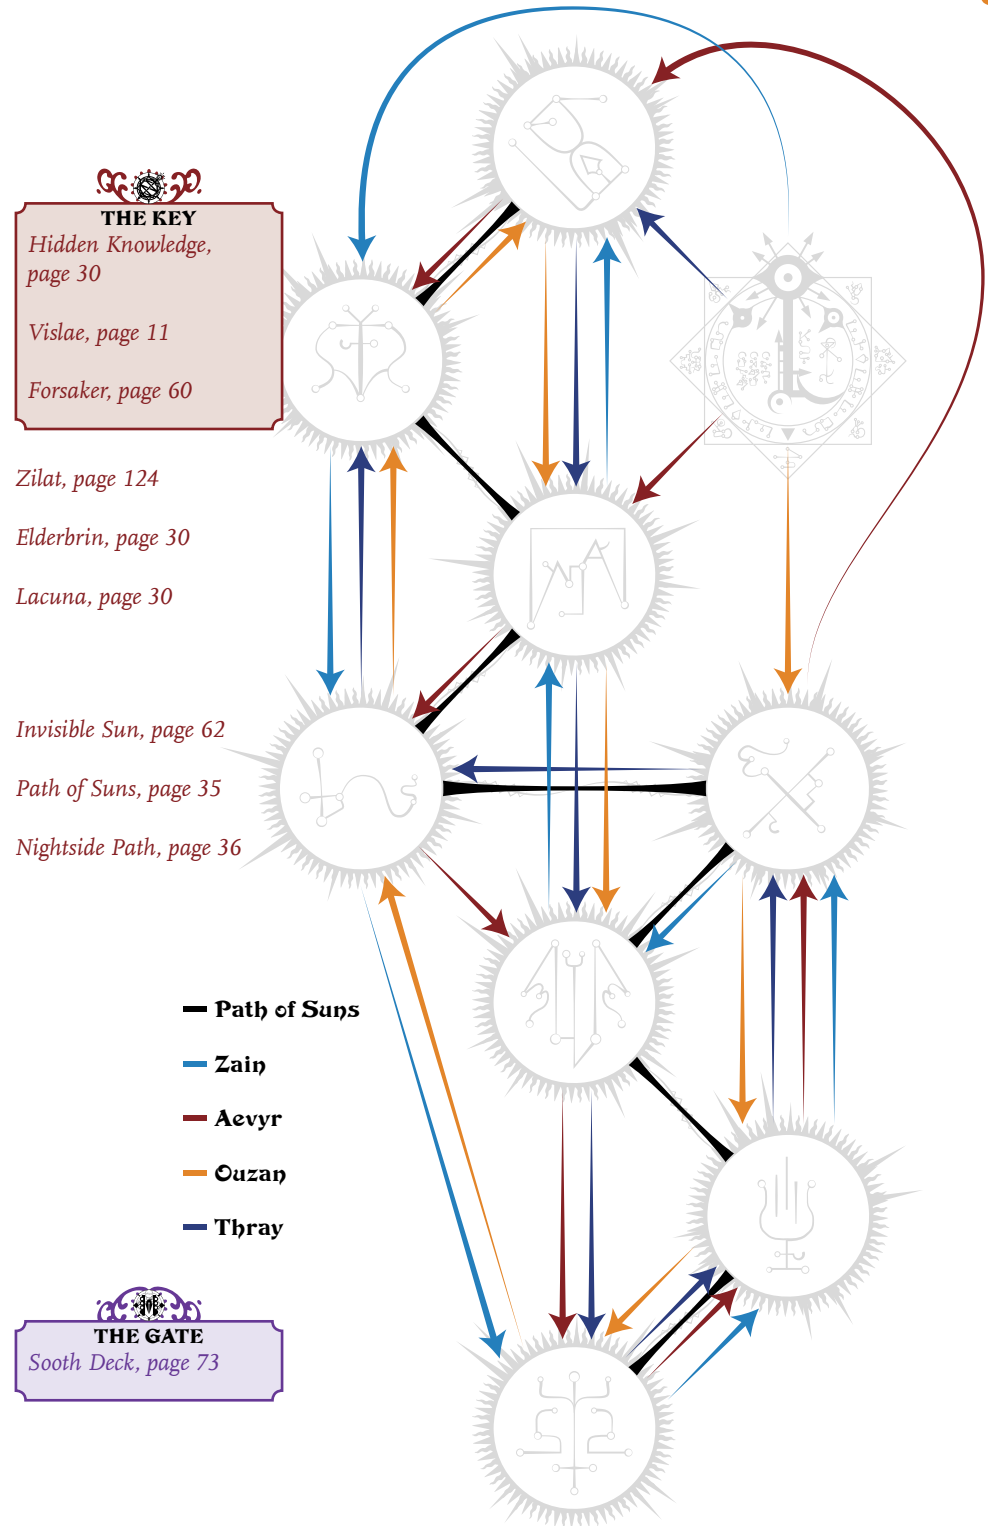 THE KEY
Hidden Knowledge,
page 30
Vislae, page 11
Forsaker, page 60
Zilat, page 124
Elderbrin, page 30
Lacuna, page 30
Invisible Sun, page 62
Path of Suns, page 35
Nightside Path, page 36
Path of Suns
Zain
Aevyr
Ouzan
Thray
THE GATE
Sooth Deck, page 73